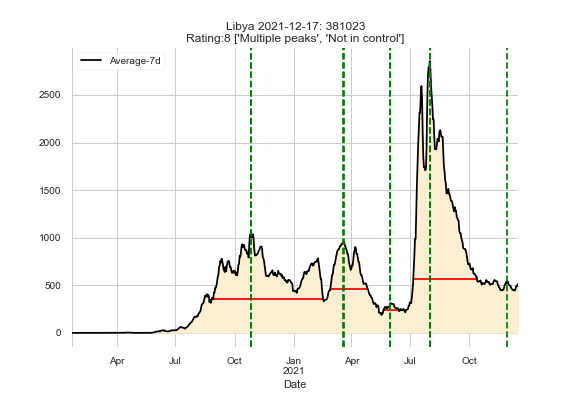 Libya 2021-12-17: 381023
Rating:8 ['Multiple peaks', 'Not in control']
Average-7d
2500
2000
1500
1000
500
0
Apr Jul Oct Jan Apr Jul Oct
2021
Date